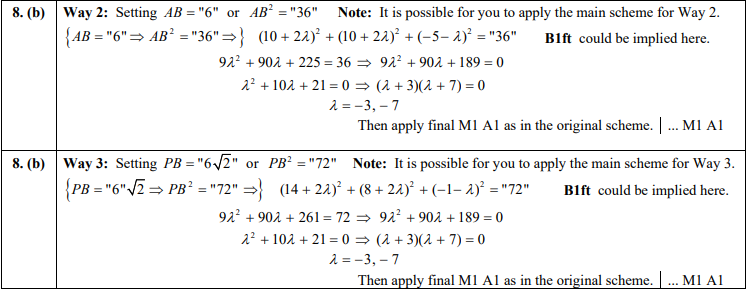 8. (b) Way 2: Setting AB = "6" or AB² = "36" Note: It is possible for you to apply the main scheme for Way 2.
{AB = "6" ⇒ AB² = "36" ⇒} (10 + 2λ)² + (10 + 2λ)² + (−5− λ)² = "36" B1ft could be implied here.
9λ² + 90λ + 225 = 36 ⇒ 9λ² + 90λ + 189 = 0
λ² + 10λ + 21 = 0 ⇒ (λ + 3)(λ + 7) = 0
λ = −3, − 7
Then apply final M1 A1 as in the original scheme. | ... M1 A1
8. (b) Way 3: Setting PB = "6√2" or PB² = "72" Note: It is possible for you to apply the main scheme for Way 3.
{PB = "6"√2 ⇒ PB² = "72" ⇒} (14 + 2λ)² + (8 + 2λ)² + (−1− λ)² = "72" B1ft could be implied here.
9λ² + 90λ + 261 = 72 ⇒ 9λ² + 90λ + 189 = 0
λ² + 10λ + 21 = 0 ⇒ (λ + 3)(λ + 7) = 0
λ = −3, − 7
Then apply final M1 A1 as in the original scheme. | ... M1 A1